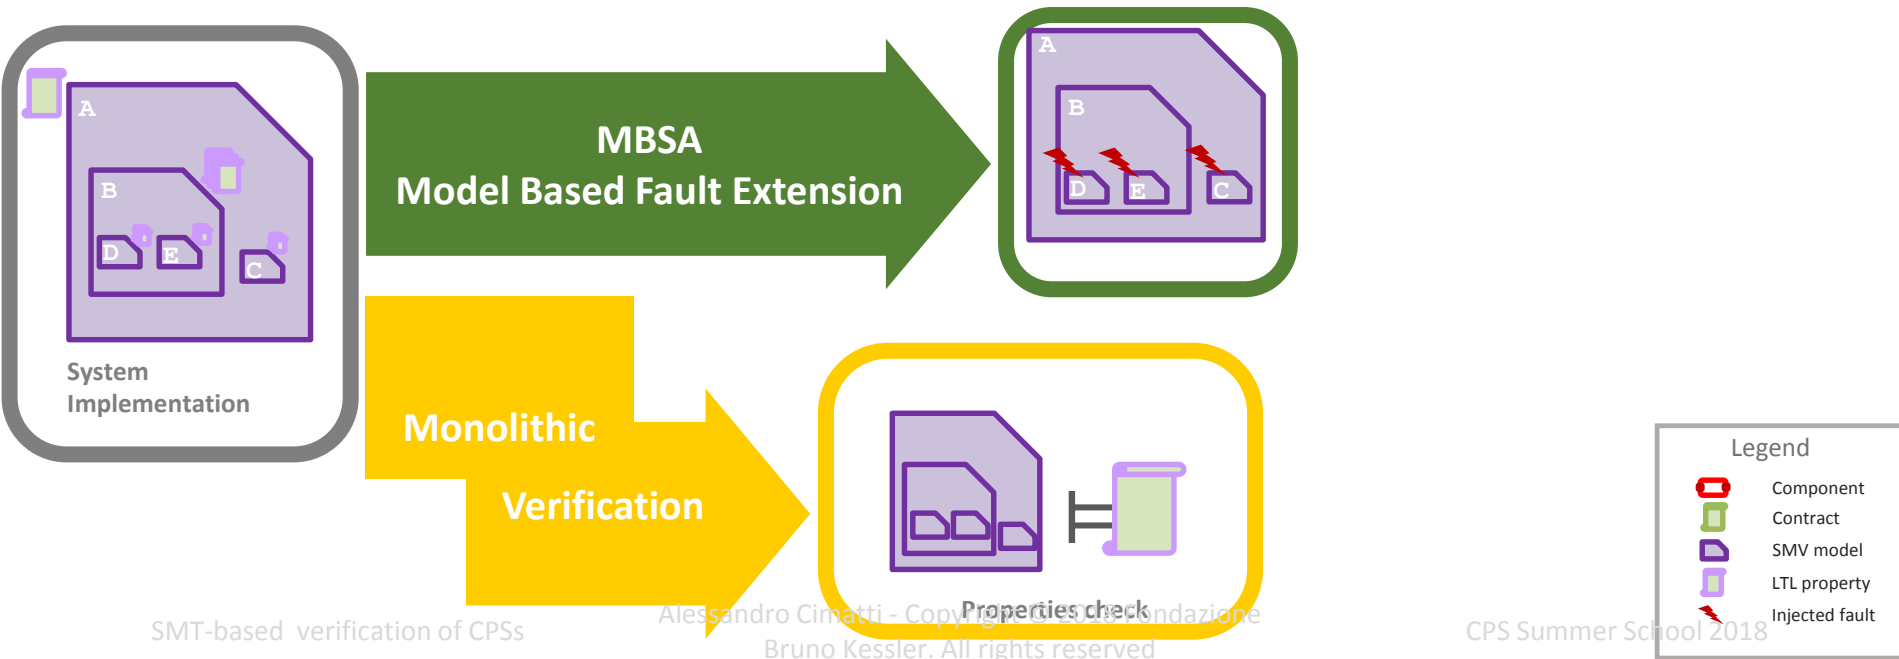 A
B
D
E
C
System
Implementation
MBSA
Model Based Fault Extension
A
B
D
E
C
Monolithic
Verification
Properties check
Legend
Component
Contract
SMV model
LTL property
Injected fault
SMT-based verification of CPSs
Alessandro Cimatti - Copyright © 2018 Fondazione
Bruno Kessler. All rights reserved
CPS Summer School 2018